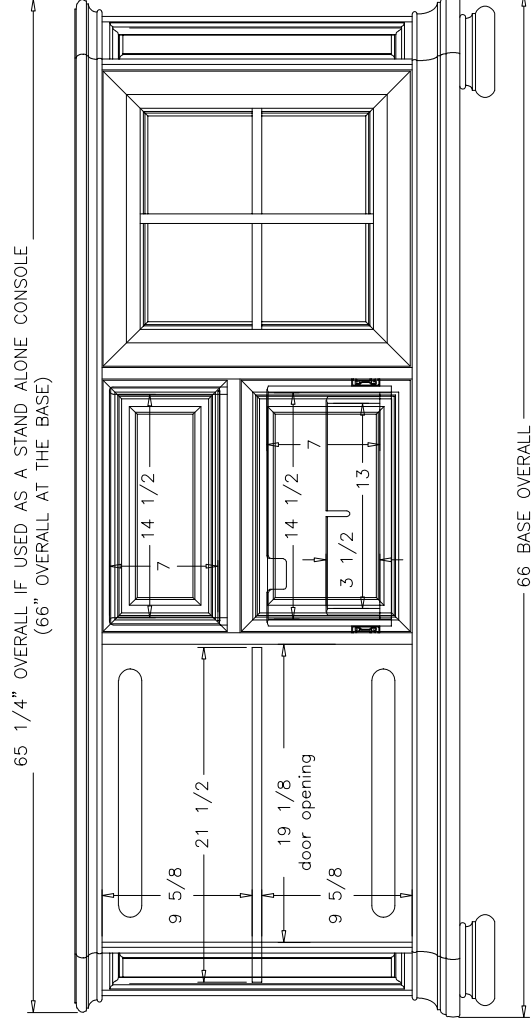 65 1/4" OVERALL IF USED AS A STAND ALONE CONSOLE
(66" OVERALL AT THE BASE)
9 5/8
21 1/2
19 1/8
door opening
9 5/8
14 1/2
7
14 1/2
7
3 1/2
13
66 BASE OVERALL